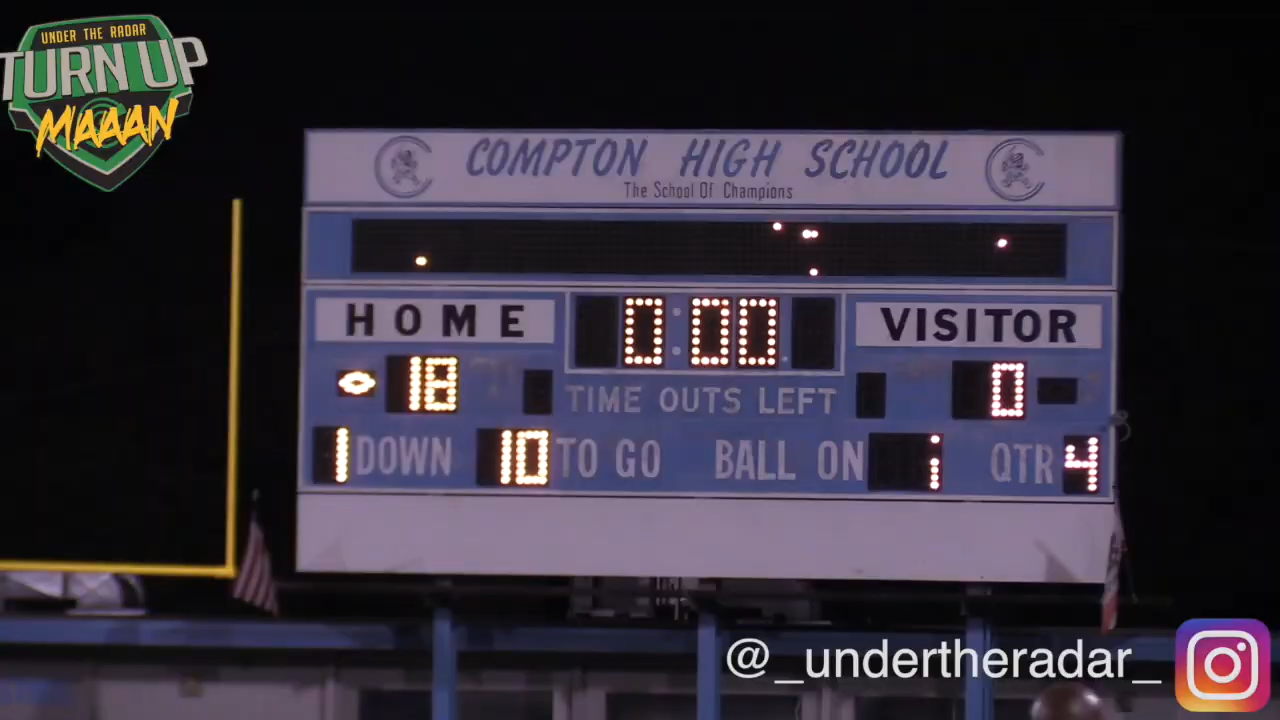 UNDER THE RADAR
TURN UP
MAAAN
COMPTON HIGH SCHOOL
The School Of Champions
HOME 0:00 VISITOR
18 TIME OUTS LEFT 0
1 DOWN 10 TO GO BALL ON 1 QTR 4
@_undertheradar_